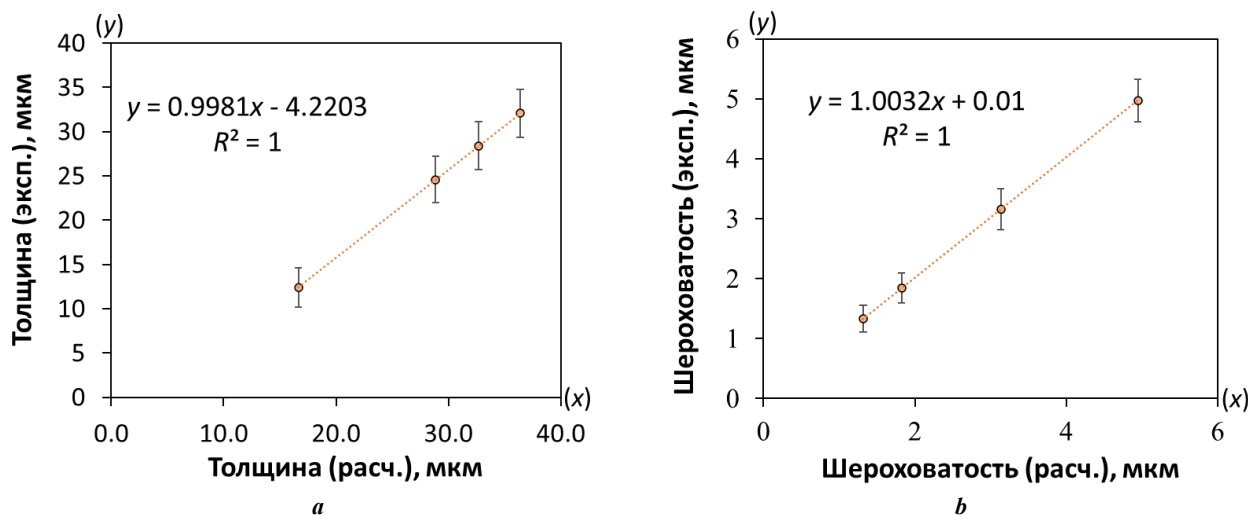 (y)
40
35
30
25
20
15
10
5
0
Толщина (эксп.), мкм
y = 0.9981x - 4.2203
R² = 1
(x)
0.0 10.0 20.0 30.0 40.0
Толщина (расч.), мкм
a
(y)
6
5
4
3
2
1
0
Шероховатость (эксп.), мкм
y = 1.0032x + 0.01
R² = 1
(x)
0 2 4 6
Шероховатость (расч.), мкм
b